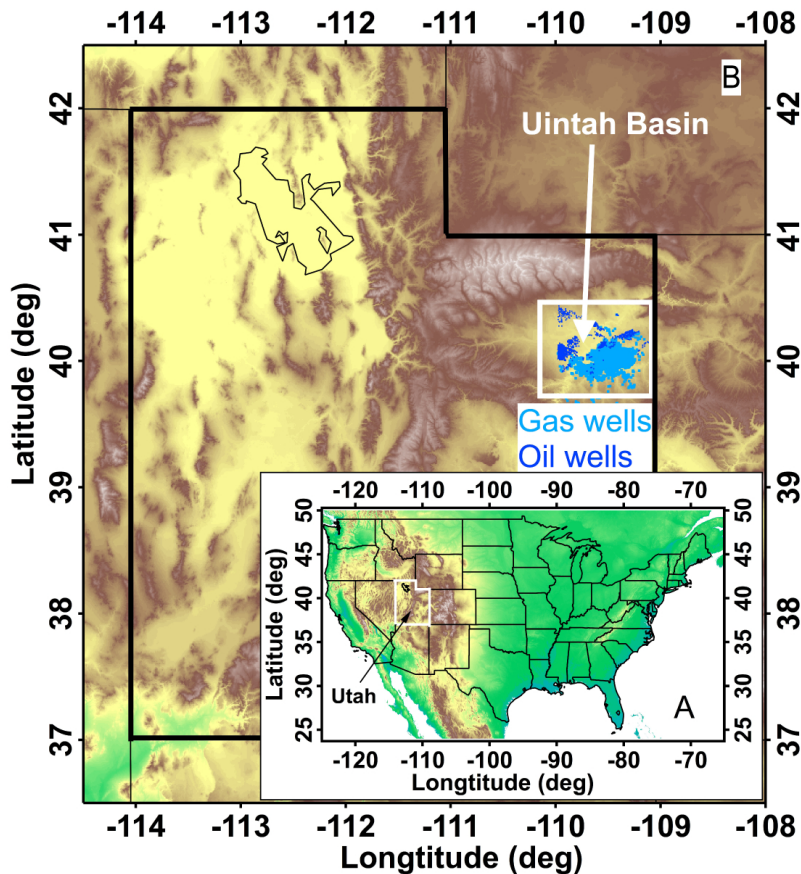 -114 -113 -112 -111 -110 -109 -108
B
42 42
Uintah Basin
41 41
Latitude (deg)
40 40
Gas wells
Oil wells
39 39
-120 -110 -100 -90 -80 -70
50 50
45 45
40 40
Latitude (deg)
35 35
38 38
Utah
30 30
A
25 25
37 37
-120 -110 -100 -90 -80 -70
Longtitude (deg)
-114 -113 -112 -111 -110 -109 -108
Longtitude (deg)